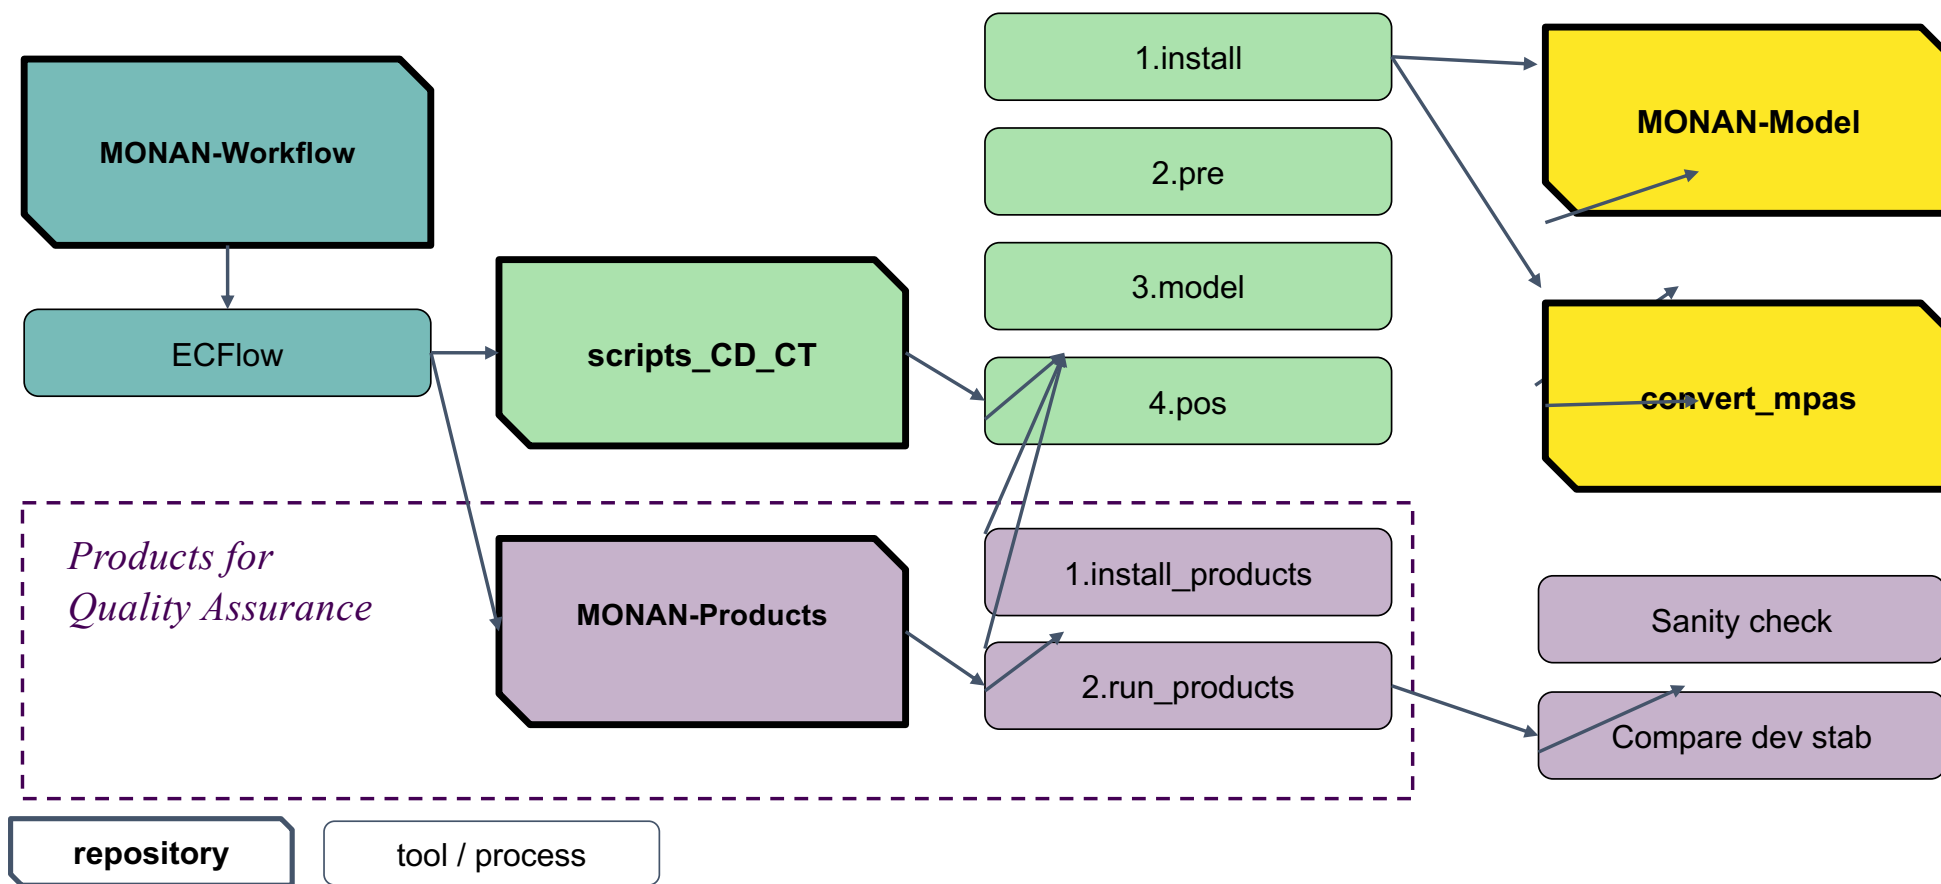 MONAN-Workflow
ECFlow
scripts_CD_CT
1.install
2.pre
3.model
4.pos
MONAN-Model
convert_mpas
Products for
Quality Assurance
MONAN-Products
1.install_products
2.run_products
Sanity check
Compare dev stab
repository
tool / process